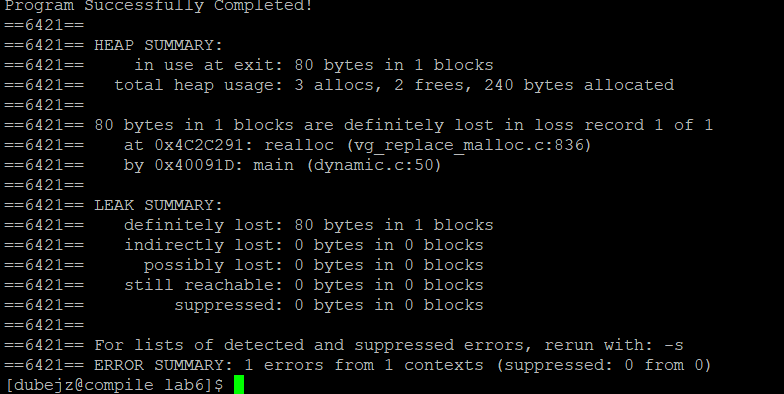 Program Successfully Completed!
==6421==
==6421== HEAP SUMMARY:
==6421==     in use at exit: 80 bytes in 1 blocks
==6421==   total heap usage: 3 allocs, 2 frees, 240 bytes allocated
==6421==
==6421== 80 bytes in 1 blocks are definitely lost in loss record 1 of 1
==6421==    at 0x4C2C291: realloc (vg_replace_malloc.c:836)
==6421==    by 0x40091D: main (dynamic.c:50)
==6421==
==6421== LEAK SUMMARY:
==6421==    definitely lost: 80 bytes in 1 blocks
==6421==    indirectly lost: 0 bytes in 0 blocks
==6421==      possibly lost: 0 bytes in 0 blocks
==6421==    still reachable: 0 bytes in 0 blocks
==6421==         suppressed: 0 bytes in 0 blocks
==6421==
==6421== For lists of detected and suppressed errors, rerun with: -s
==6421== ERROR SUMMARY: 1 errors from 1 contexts (suppressed: 0 from 0)
[dubejz@compile lab6]$